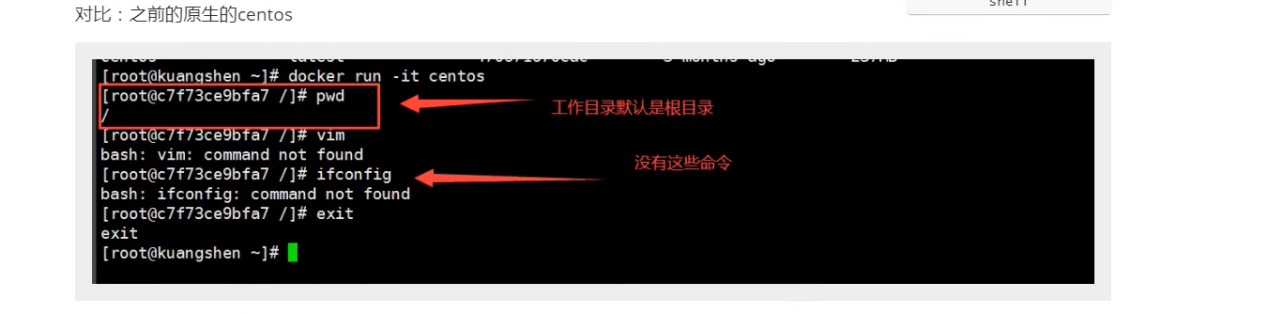 shell
对比：之前的原生的centos
[root@kuangshen ~]# docker run -it centos
[root@c7f73ce9bfa7 /]# pwd
工作目录默认是根目录
/
[root@c7f73ce9bfa7 /]# vim
bash: vim: command not found
没有这些命令
[root@c7f73ce9bfa7 /]# ifconfig
bash: ifconfig: command not found
[root@c7f73ce9bfa7 /]# exit
exit
[root@kuangshen ~]#